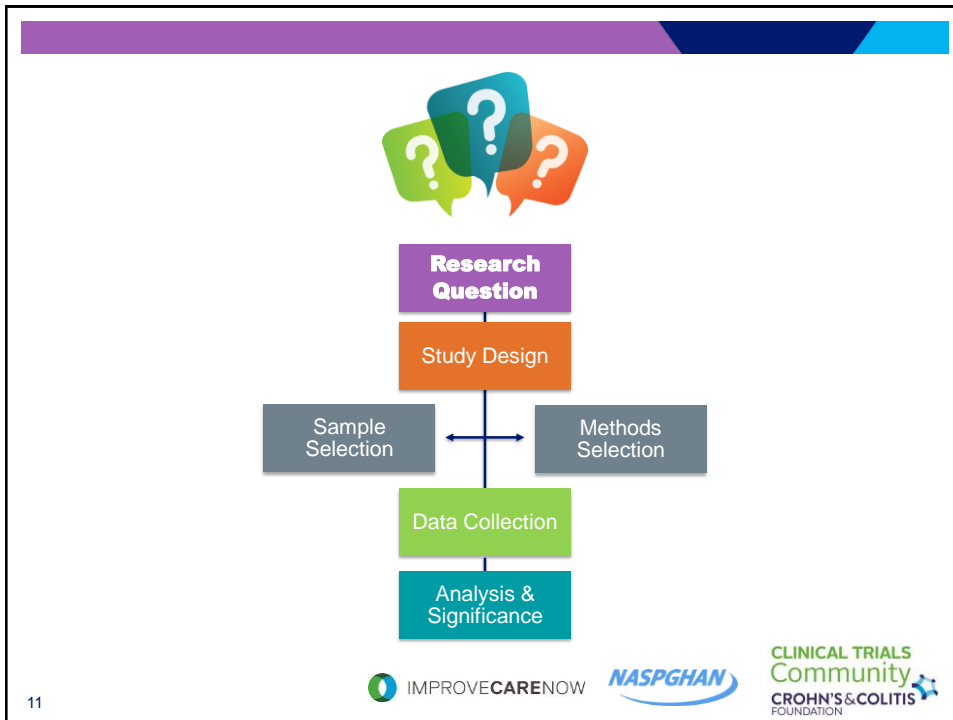 ? ? ?
Research
Question
Study Design
Sample
Selection
Methods
Selection
Data Collection
Analysis &
Significance
IMPROVECARENOW
NASPGHAN
CLINICAL TRIALS
Community
CROHN'S&COLITIS
FOUNDATION
11